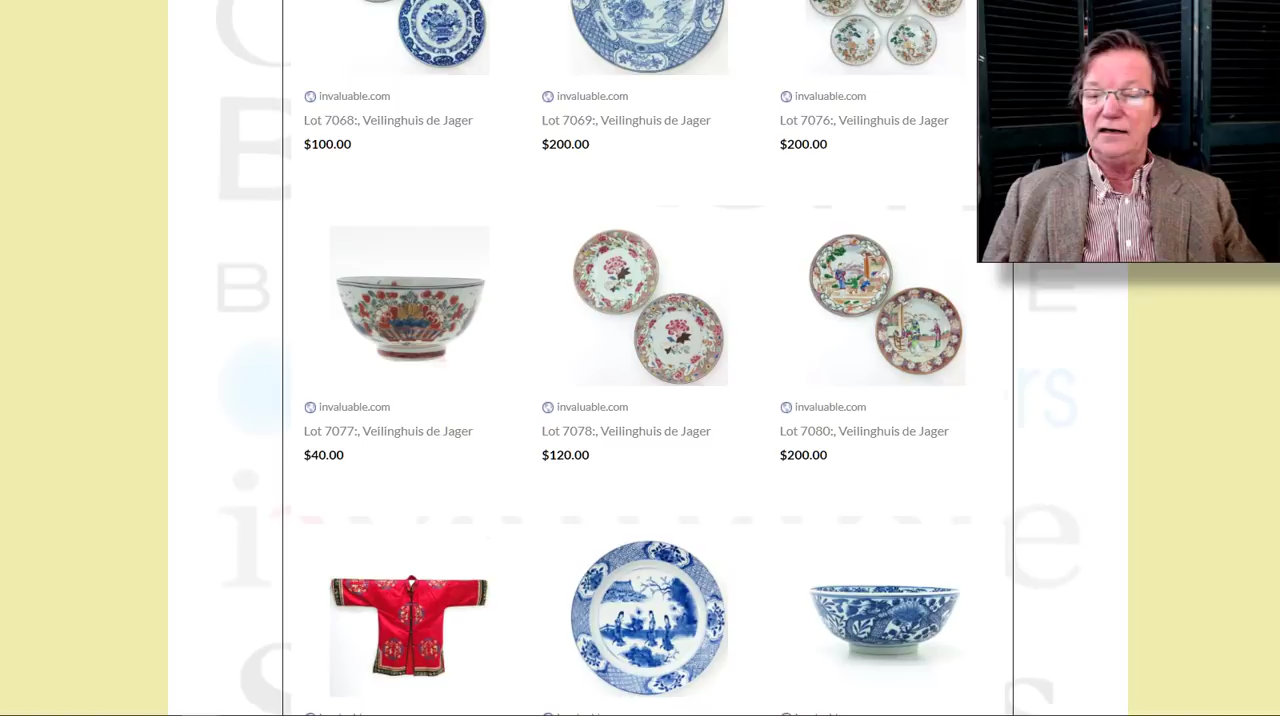 invaluable.com invaluable.com invaluable.com
Lot 7068:, Veilinghuis de Jager Lot 7069:, Veilinghuis de Jager Lot 7076:, Veilinghuis de Jager
$100.00 $200.00 $200.00
invaluable.com invaluable.com invaluable.com
Lot 7077:, Veilinghuis de Jager Lot 7078:, Veilinghuis de Jager Lot 7080:, Veilinghuis de Jager
$40.00 $120.00 $200.00